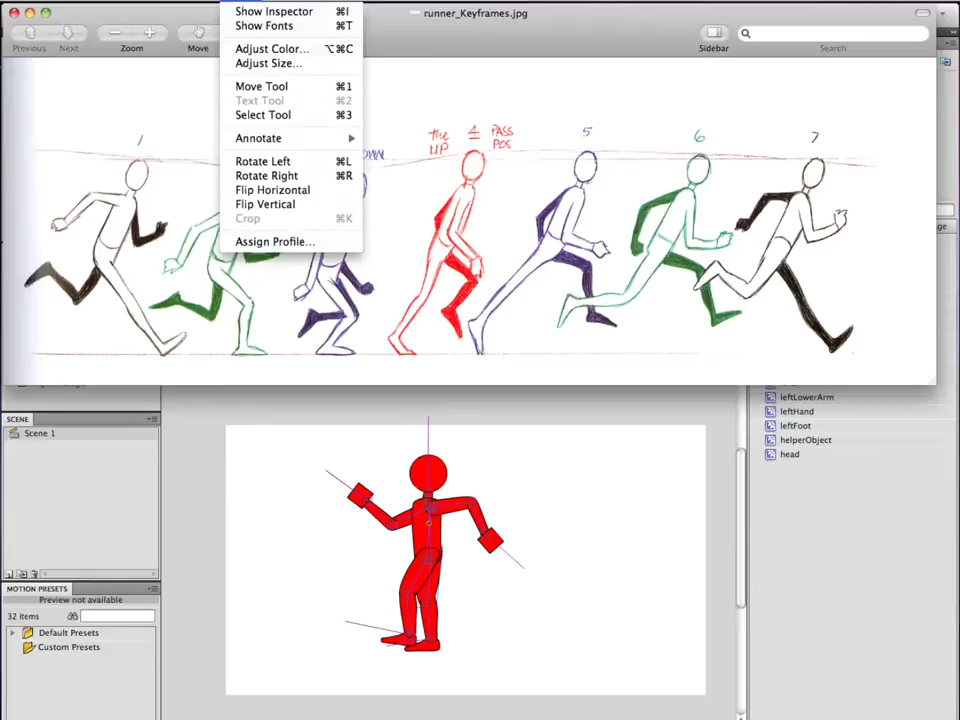 runner_Keyframes.jpg
Previous
Next
Zoom
Move
Sidebar
Search
Show Inspector ⌘I
Show Fonts ⌘T
Adjust Color... ⌥⌘C
Adjust Size...
Move Tool ⌘1
Text Tool ⌘2
Select Tool ⌘3
Annotate
Rotate Left ⌘L
Rotate Right ⌘R
Flip Horizontal
Flip Vertical
Crop ⌘K
Assign Profile...
1
the UP
4
PASS POS
5
6
7
SCENE
Scene 1
MOTION PRESETS
Preview not available
32 items
Default Presets
Custom Presets
leftLowerArm
leftHand
leftFoot
helperObject
head